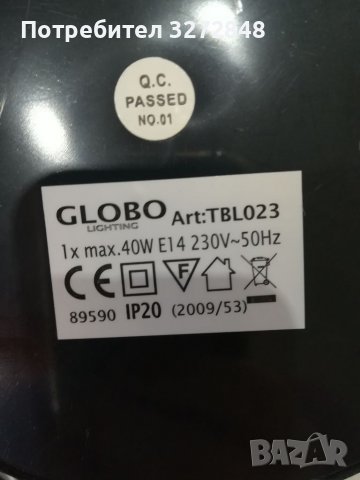 Потребител 3272848
Q.C.
PASSED
NO.01
GLOBO
LIGHTING
Art:TBL023
1x max.40W E14 230V~50Hz
CE F
89590 IP20 (2009/53)
BAZAR